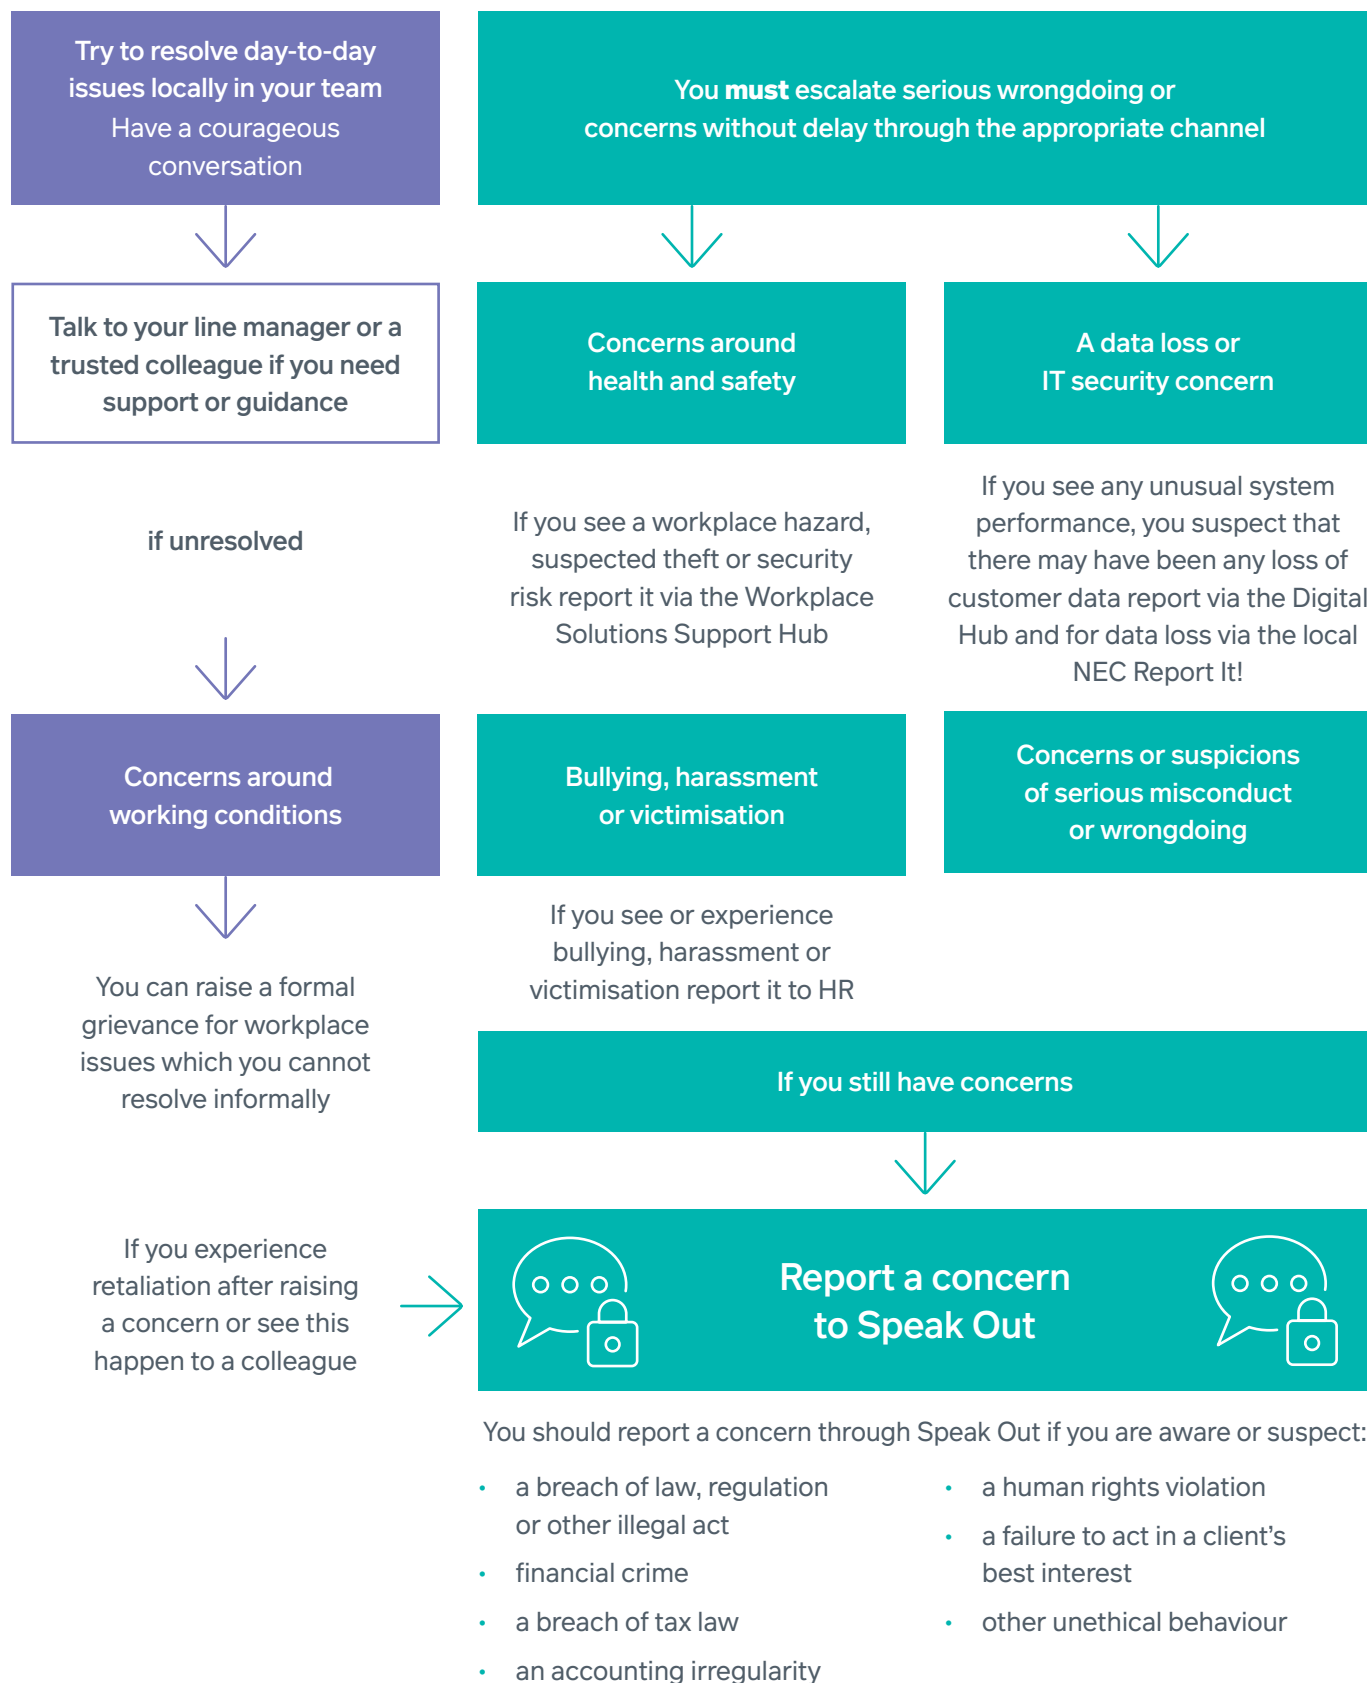 Try to resolve day-to-day
issues locally in your team
Have a courageous
conversation
You must escalate serious wrongdoing or
concerns without delay through the appropriate channel
Talk to your line manager or a
trusted colleague if you need
support or guidance
Concerns around
health and safety
A data loss or
IT security concern
if unresolved
If you see a workplace hazard,
suspected theft or security
risk report it via the Workplace
Solutions Support Hub
If you see any unusual system
performance, you suspect that
there may have been any loss of
customer data report via the Digital
Hub and for data loss via the local
NEC Report It!
Concerns around
working conditions
Bullying, harassment
or victimisation
Concerns or suspicions
of serious misconduct
or wrongdoing
You can raise a formal
grievance for workplace
issues which you cannot
resolve informally
If you see or experience
bullying, harassment or
victimisation report it to HR
If you still have concerns
If you experience
retaliation after raising
a concern or see this
happen to a colleague
Report a concern
to Speak Out
You should report a concern through Speak Out if you are aware or suspect:
• a breach of law, regulation
or other illegal act
• financial crime
• a breach of tax law
• an accounting irregularity
• a human rights violation
• a failure to act in a client’s
best interest
• other unethical behaviour